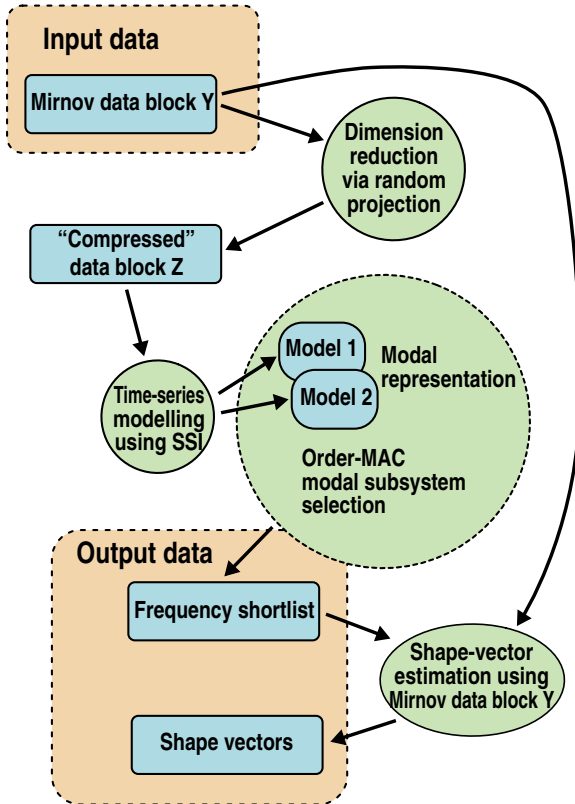 Input data
Mirnov data block Y
Dimension
reduction
via random
projection
“Compressed”
data block Z
Time-series
modelling
using SSI
Model 1
Model 2
Modal
representation
Order-MAC
modal subsystem
selection
Output data
Frequency shortlist
Shape-vector
estimation using
Mirnov data block Y
Shape vectors